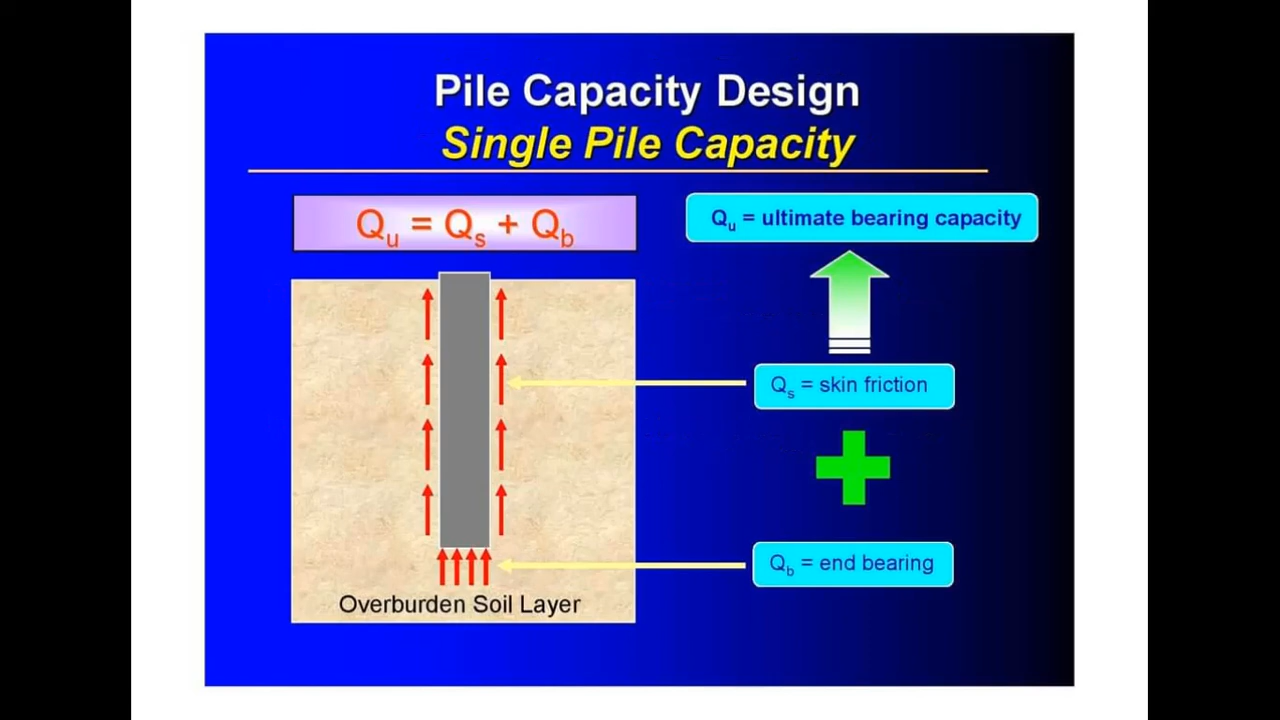 Pile Capacity Design
Single Pile Capacity
Qu = Qs + Qb
Qu = ultimate bearing capacity
Qs = skin friction
Qb = end bearing
Overburden Soil Layer